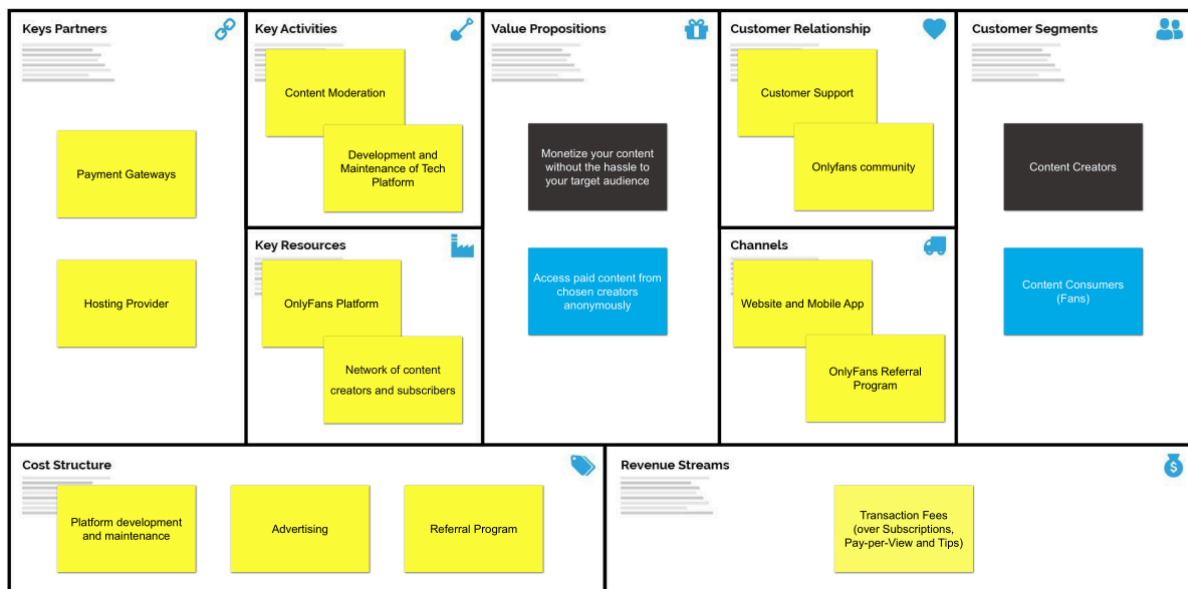 Keys Partners
Payment Gateways
Hosting Provider
Key Activities
Content Moderation
Development and
Maintenance of Tech
Platform
Key Resources
OnlyFans Platform
Network of content
creators and subscribers
Value Propositions
Monetize your content
without the hassle to
your target audience
Access paid content from
chosen creators
anonymously
Customer Relationship
Customer Support
Onlyfans community
Channels
Website and Mobile App
OnlyFans Referral
Program
Customer Segments
Content Creators
Content Consumers
(Fans)
Cost Structure
Platform development
and maintenance
Advertising
Referral Program
Revenue Streams
$
Transaction Fees
(over Subscriptions,
Pay-per-View and Tips)